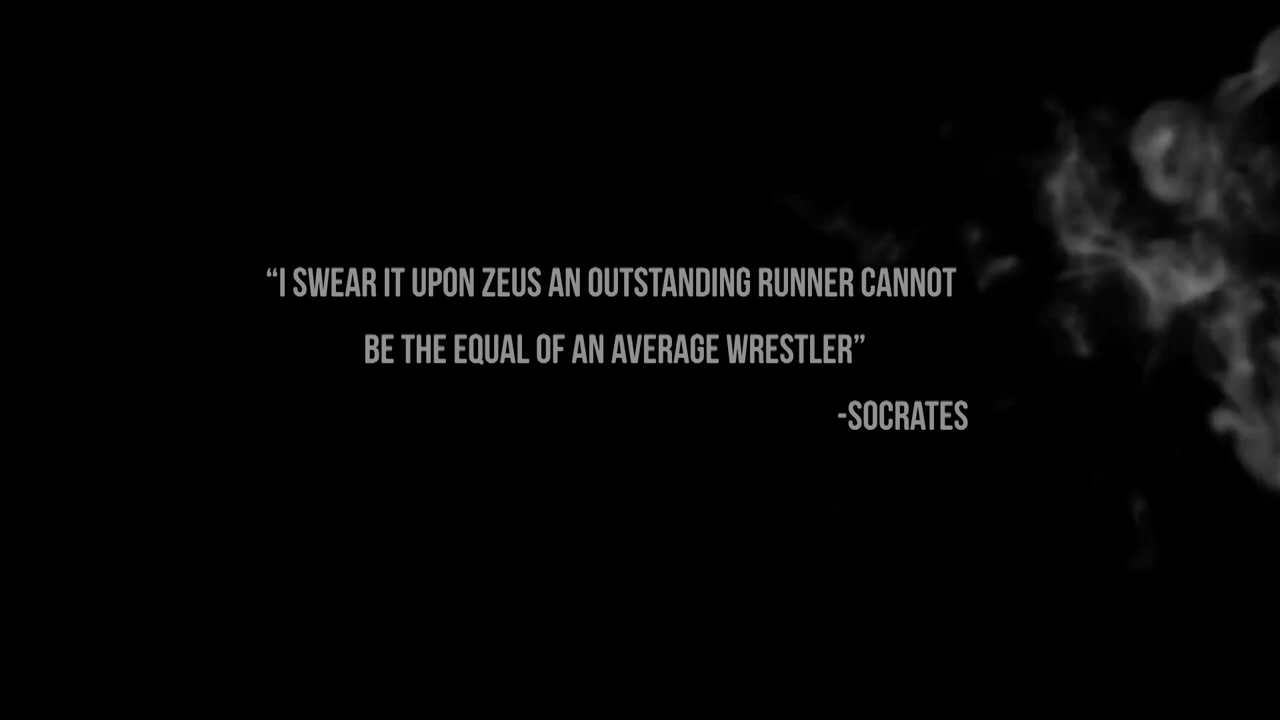 “I SWEAR IT UPON ZEUS AN OUTSTANDING RUNNER CANNOT
BE THE EQUAL OF AN AVERAGE WRESTLER”
-SOCRATES